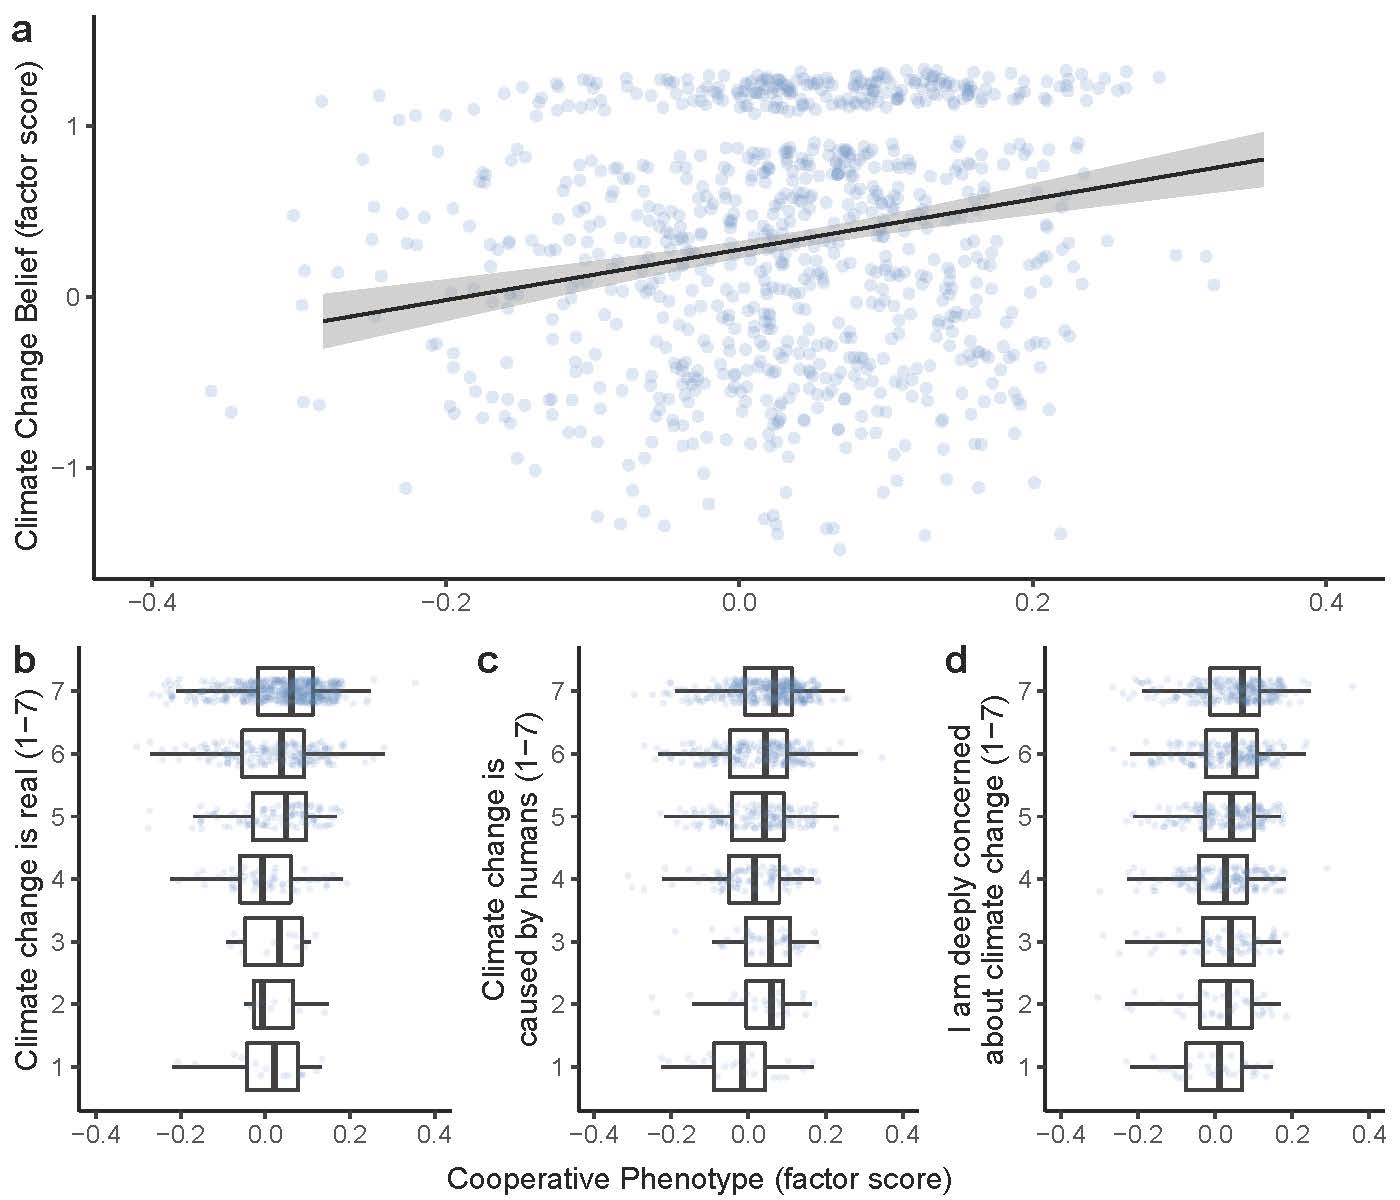 a
Climate Change Belief (factor score)
1
0
−1
−0.4 −0.2 0.0 0.2 0.4
b
Climate change is real (1−7)
7
6
5
4
3
2
1
−0.4 −0.2 0.0 0.2 0.4
c
Climate change is
caused by humans (1−7)
7
6
5
4
3
2
1
−0.4 −0.2 0.0 0.2 0.4
d
I am deeply concerned
about climate change (1−7)
7
6
5
4
3
2
1
−0.4 −0.2 0.0 0.2 0.4
Cooperative Phenotype (factor score)